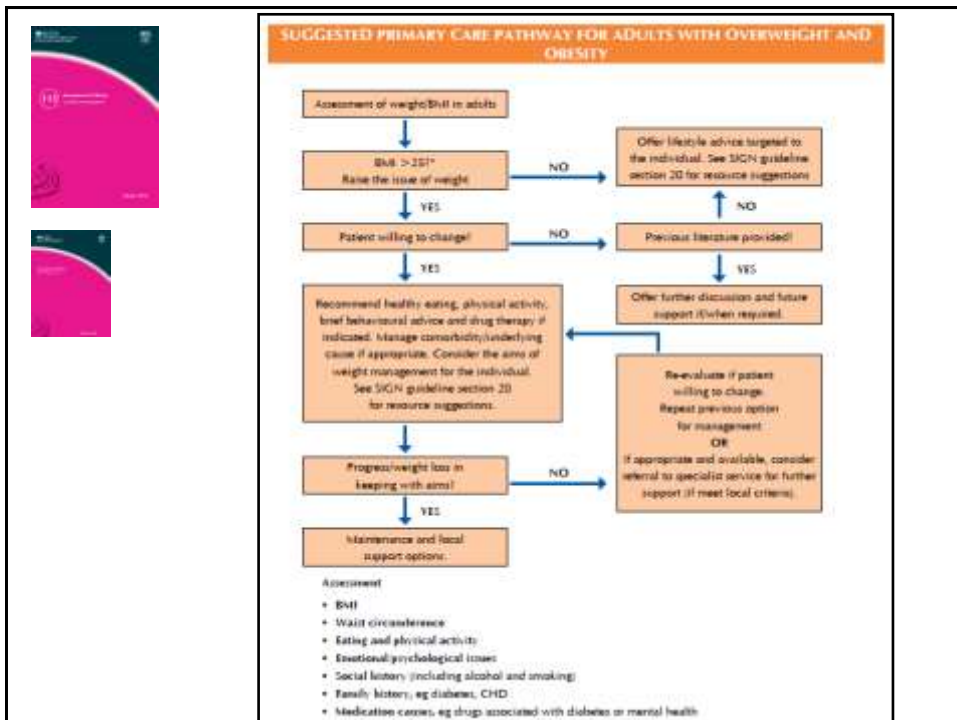 SUGGESTED PRIMARY CARE PATHWAY FOR ADULTS WITH OVERWEIGHT AND
OBESITY
Assessment of weight/BMI in adults
BMI >25?*
Raise the issue of weight
NO
Offer lifestyle advice targeted to
the individual. See SIGN guideline
section 20 for resource suggestions
YES
NO
Patient willing to change?
NO
Previous literature provided?
YES
YES
Recommend healthy eating, physical activity,
brief behavioural advice and drug therapy if
indicated. Manage comorbidity/underlying
cause if appropriate. Consider the aims of
weight management for the individual.
See SIGN guideline section 20
for resource suggestions.
Offer further discussion and future
support if/when required.
Re-evaluate if patient
willing to change.
Repeat previous option
for management
OR
If appropriate and available, consider
referral to specialist service for further
support (if meet local criteria).
Progress/weight loss in
keeping with aims?
NO
YES
Maintenance and local
support options.
Assessment
• BMI
• Waist circumference
• Eating and physical activity
• Emotional/psychological issues
• Social history (including alcohol and smoking)
• Family history, eg diabetes, CHD
• Medication causes, eg drugs associated with diabetes or mental health